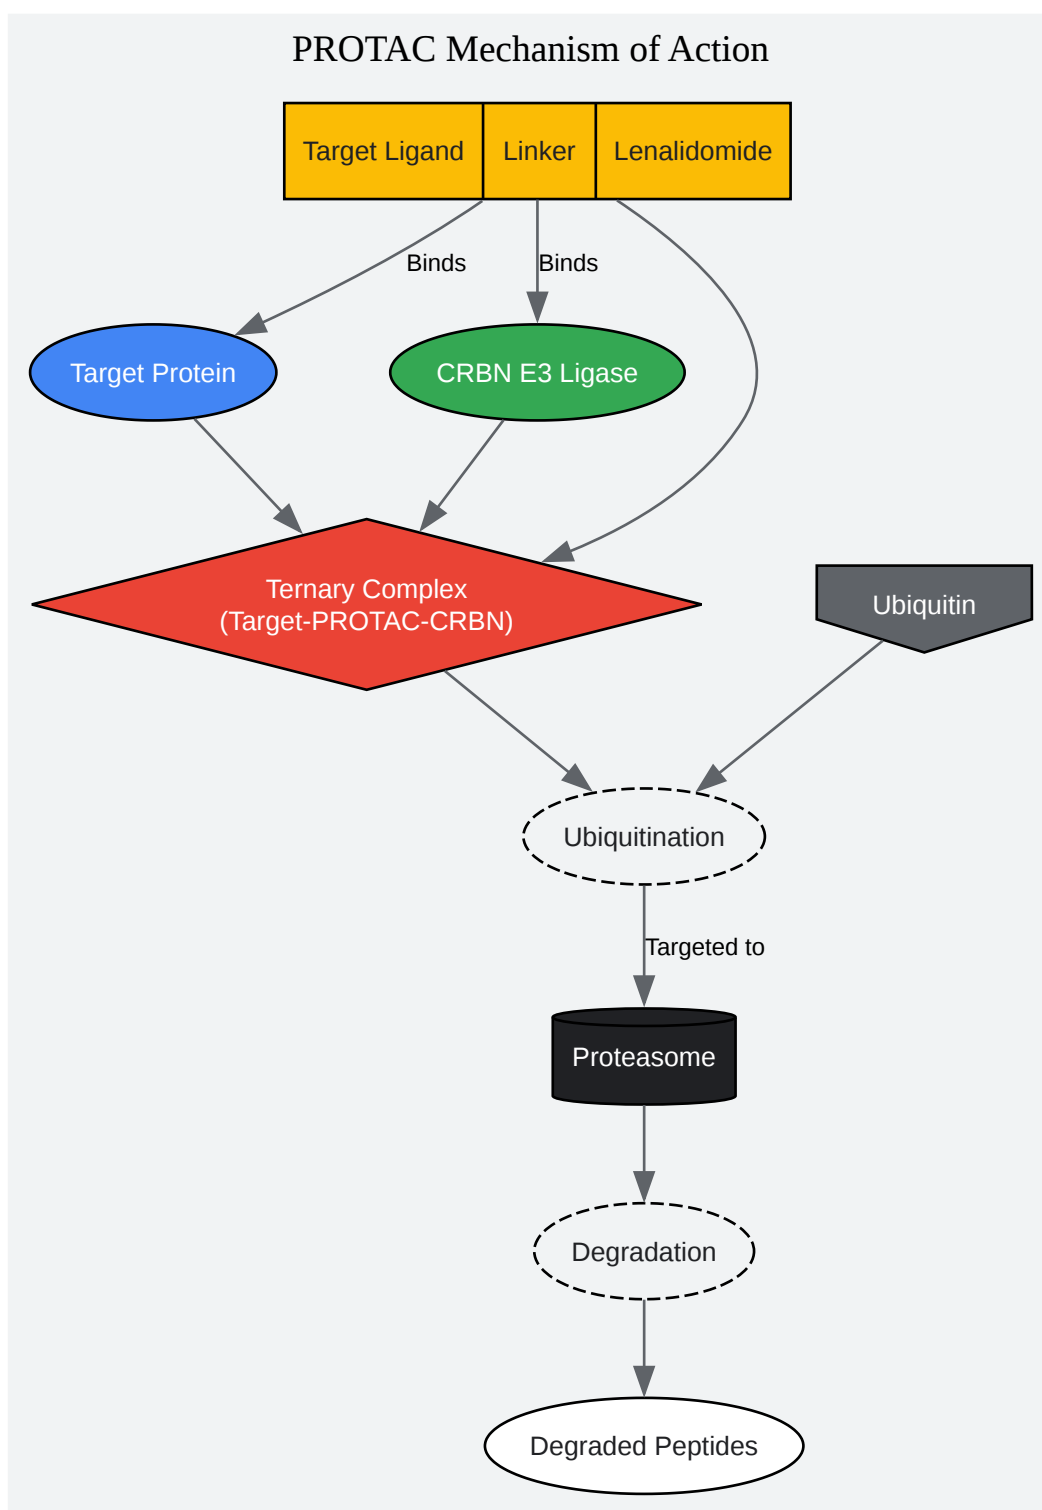 PROTAC Mechanism of Action
Target Ligand
Linker
Lenalidomide
Binds
Binds
Target Protein
CRBN E3 Ligase
Ternary Complex
(Target-PROTAC-CRBN)
Ubiquitin
Ubiquitination
Targeted to
Proteasome
Degradation
Degraded Peptides